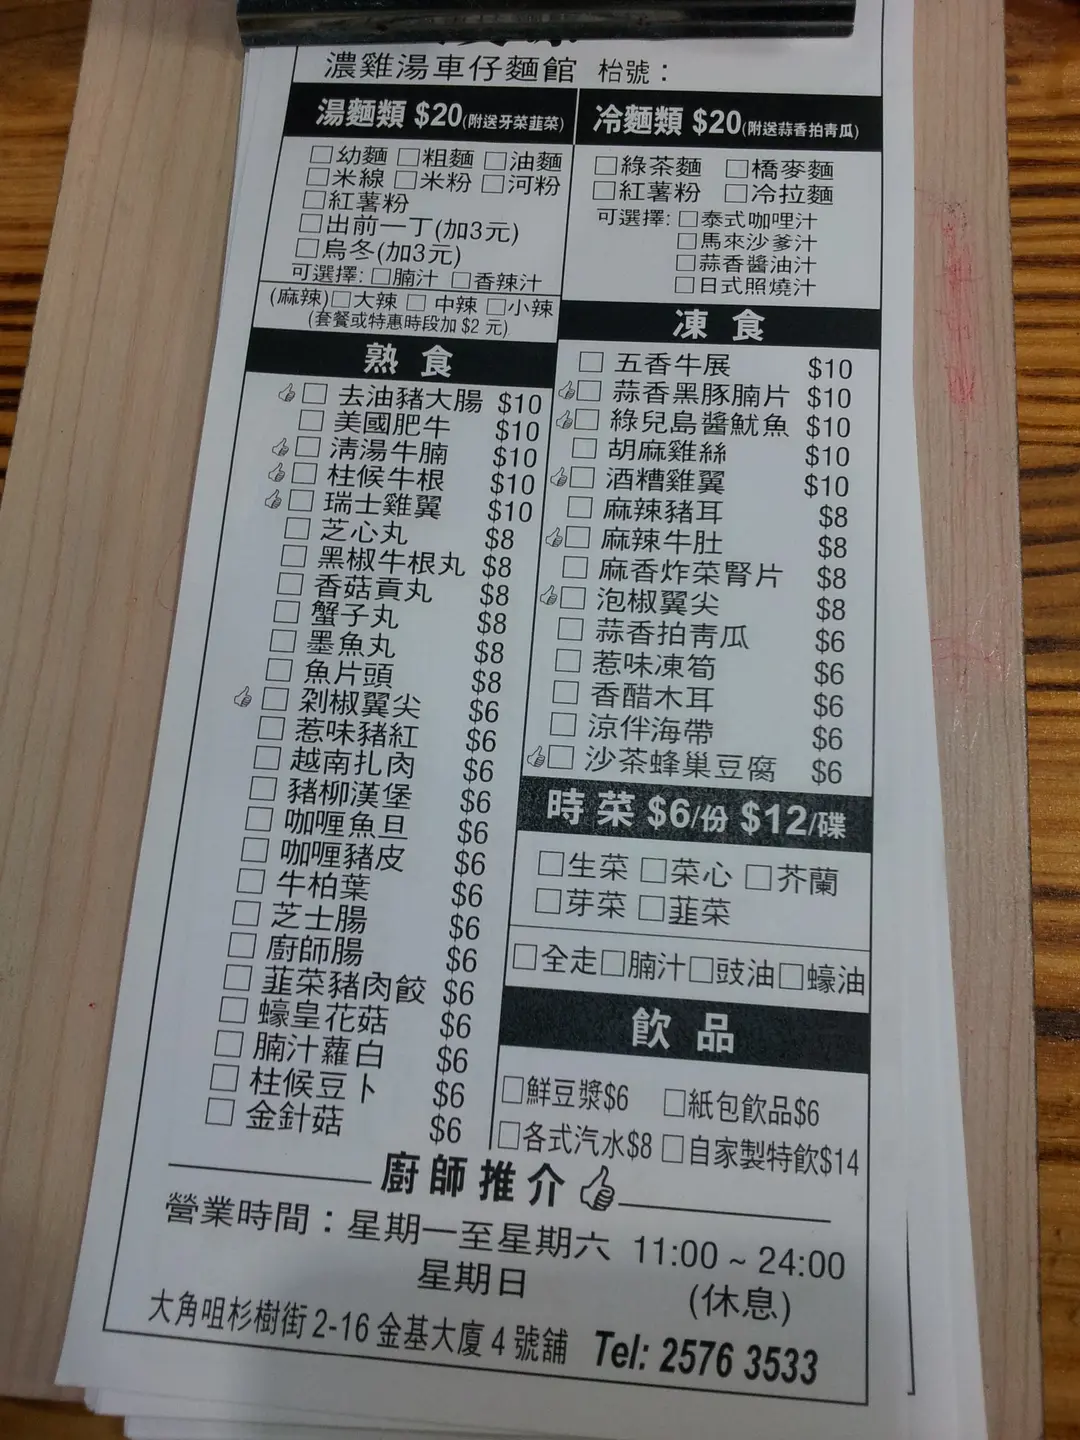 濃雞湯車仔麵館 枱號：
湯麵類 $20(附送牙菜韮菜)
□幼麵 □粗麵 □油麵
□米線 □米粉 □河粉
□紅薯粉
□出前一丁(加3元)
□烏冬(加3元)
可選擇: □腩汁 □香辣汁
(麻辣)□大辣 □ 中辣 □小辣
(套餐或特惠時段加 $2 元)
熟 食
□ 去油豬大腸 $10
□ 美國肥牛 $10
□ 淸湯牛腩 $10
□ 柱候牛根 $10
□ 瑞士雞翼 $10
□ 芝心丸 $8
□ 黑椒牛根丸 $8
□ 香菇貢丸 $8
□ 蟹子丸 $8
□ 墨魚丸 $8
□ 魚片頭 $8
□ 剁椒翼尖 $6
□ 惹味豬紅 $6
□ 越南扎肉 $6
□ 豬柳漢堡 $6
□ 咖喱魚旦 $6
□ 咖喱豬皮 $6
□ 牛柏葉 $6
□ 芝士腸 $6
□ 廚師腸 $6
□ 韮菜豬肉餃 $6
□ 蠔皇花菇 $6
□ 腩汁蘿白 $6
□ 柱候豆卜 $6
□ 金針菇 $6
冷麵類 $20(附送蒜香拍靑瓜)
□綠茶麵 □橋麥麵
□紅薯粉 □冷拉麵
可選擇: □泰式咖哩汁
□馬來沙爹汁
□蒜香醬油汁
□日式照燒汁
凍 食
□ 五香牛展 $10
□ 蒜香黑豚腩片 $10
□ 綠兒島醬魷魚 $10
□ 胡麻雞絲 $10
□ 酒糟雞翼 $10
□ 麻辣豬耳 $8
□ 麻辣牛肚 $8
□ 麻香炸菜腎片 $8
□ 泡椒翼尖 $8
□ 蒜香拍靑瓜 $6
□ 惹味凍筍 $6
□ 香醋木耳 $6
□ 涼伴海帶 $6
□ 沙茶蜂巢豆腐 $6
時 菜 $6/份 $12/碟
□生菜 □菜心 □芥蘭
□芽菜 □韮菜
□全走□腩汁□豉油□蠔油
飲 品
□鮮豆漿$6 □紙包飲品$6
□各式汽水$8 □自家製特飲$14
廚師推介
營業時間：星期一至星期六 11:00 ~ 24:00
星期日 (休息)
大角咀杉樹街 2-16 金基大廈 4 號舖 Tel: 2576 3533